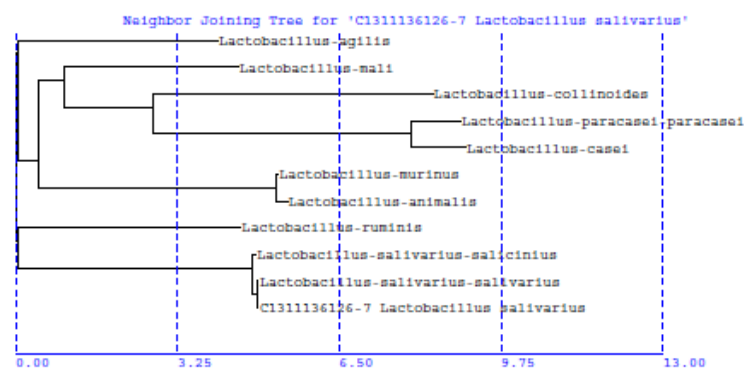 Neighbor Joining Tree for 'C1311136126-7 Lactobacillus salivarius'
Lactobacillus-agilis
Lactobacillus-mali
Lactobacillus-collinoides
Lactobacillus-paracasei paracasei
Lactobacillus-casei
Lactobacillus-murinus
Lactobacillus-animalis
Lactobacillus-ruminis
Lactobacillus-salivarius-salicinius
Lactobacillus-salivarius-salivarius
C1311136126-7 Lactobacillus salivarius
0.00 3.25 6.50 9.75 13.00